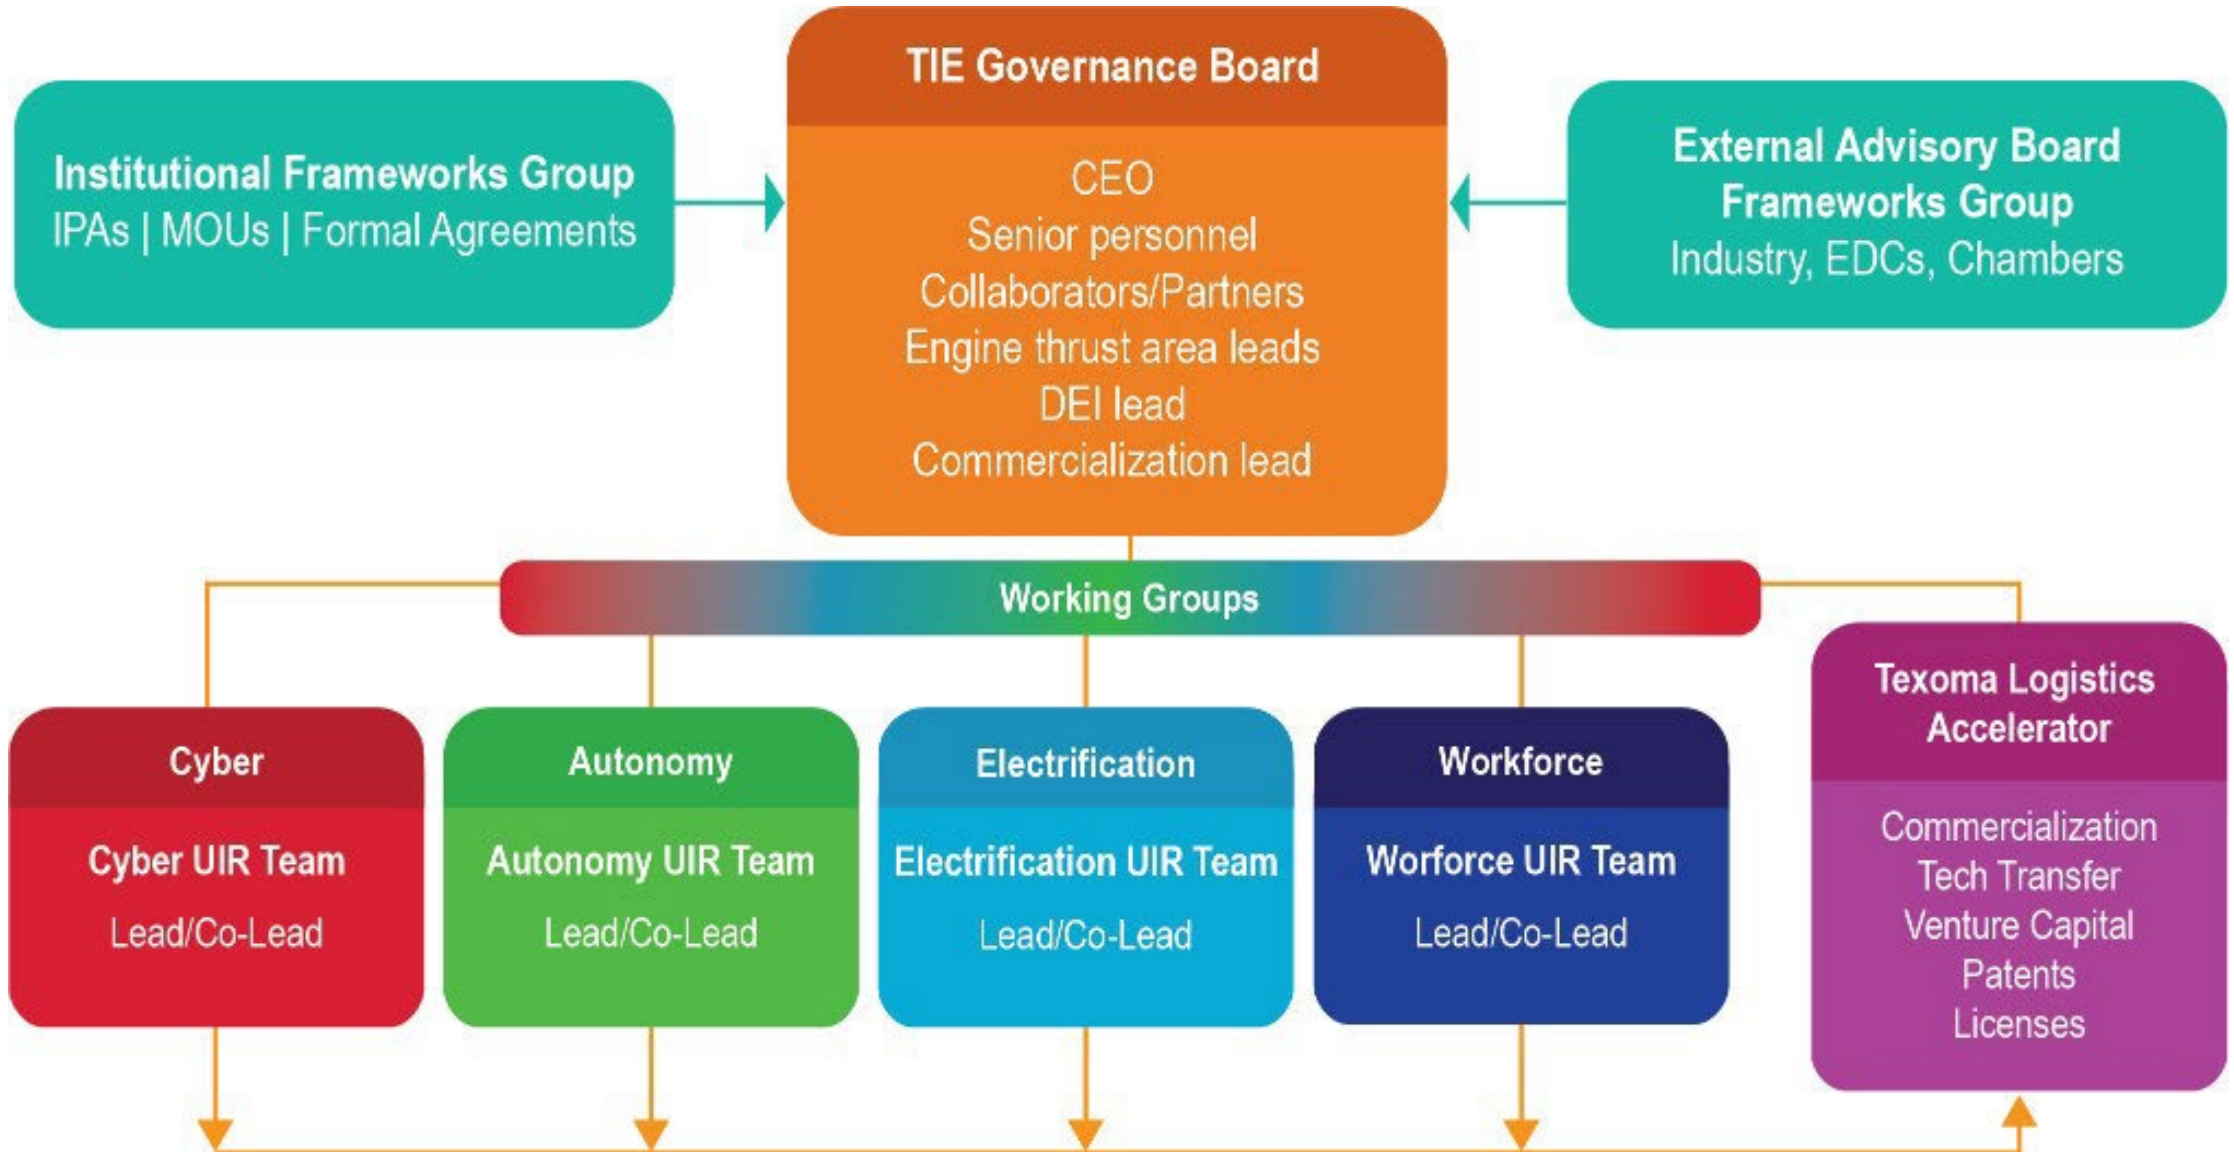 TIE Governance Board
CEO
Senior personnel
Collaborators/Partners
Engine thrust area leads
DEI lead
Commercialization lead
Institutional Frameworks Group
IPAs | MOUs | Formal Agreements
External Advisory Board
Frameworks Group
Industry, EDCs, Chambers
Working Groups
Cyber
Cyber UIR Team
Lead/Co-Lead
Autonomy
Autonomy UIR Team
Lead/Co-Lead
Electrification
Electrification UIR Team
Lead/Co-Lead
Workforce
Worforce UIR Team
Lead/Co-Lead
Texoma Logistics
Accelerator
Commercialization
Tech Transfer
Venture Capital
Patents
Licenses